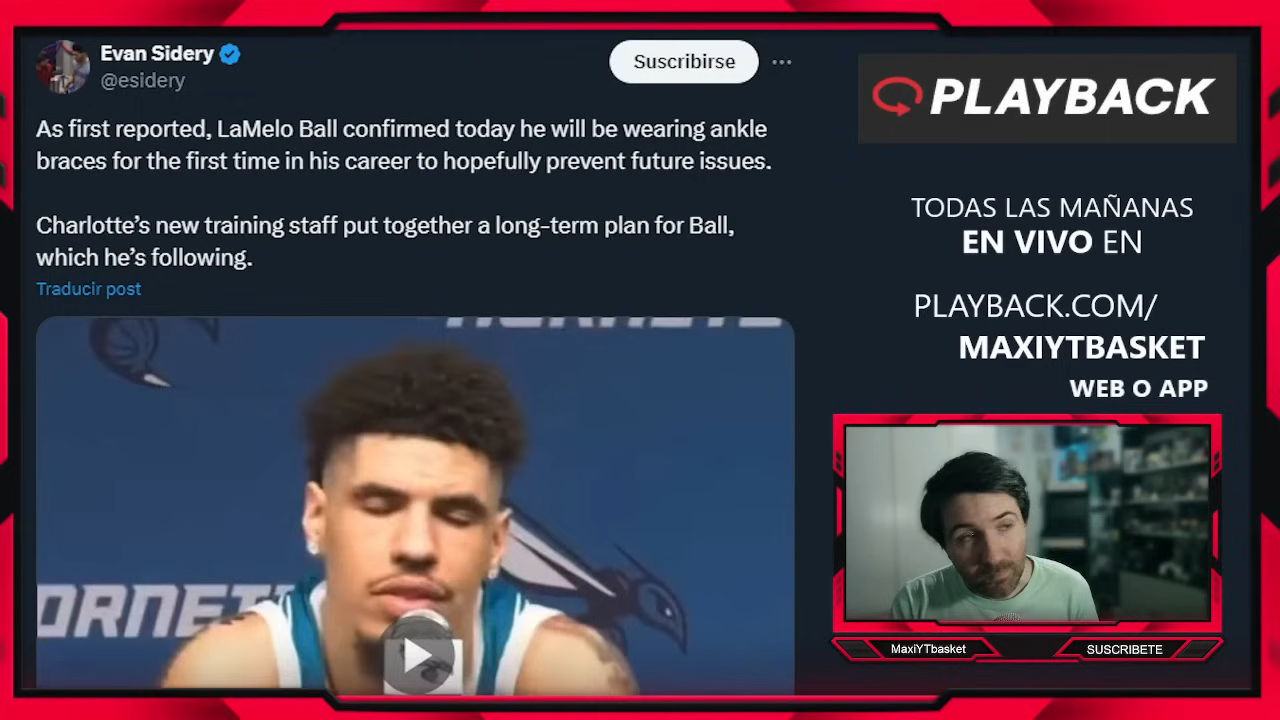 Evan Sidery
@esidery
Suscribirse
As first reported, LaMelo Ball confirmed today he will be wearing ankle
braces for the first time in his career to hopefully prevent future issues.
Charlotte’s new training staff put together a long-term plan for Ball,
which he’s following.
Traducir post
HORNETS
ORNETS
PLAYBACK
TODAS LAS MAÑANAS
EN VIVO EN
PLAYBACK.COM/
MAXIYTBASKET
WEB O APP
MaxiYTbasket
SUSCRIBETE